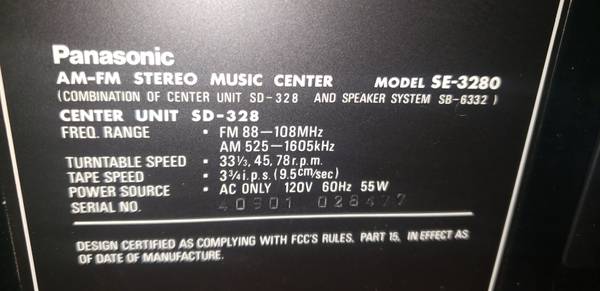 Panasonic
AM-FM STEREO MUSIC CENTER MODEL SE-3280
(COMBINATION OF CENTER UNIT SD-328 AND SPEAKER SYSTEM SB-6332 )
CENTER UNIT SD-328
FREQ. RANGE • FM 88—108MHz
AM 525—1605kHz
TURNTABLE SPEED • 33⅓, 45, 78 r.p.m.
TAPE SPEED • 3¾ i.p.s. (9.5cm/sec)
POWER SOURCE • AC ONLY 120V 60Hz 55W
SERIAL NO. 40901 028477
DESIGN CERTIFIED AS COMPLYING WITH FCC'S RULES, PART 15, IN EFFECT AS
OF DATE OF MANUFACTURE.